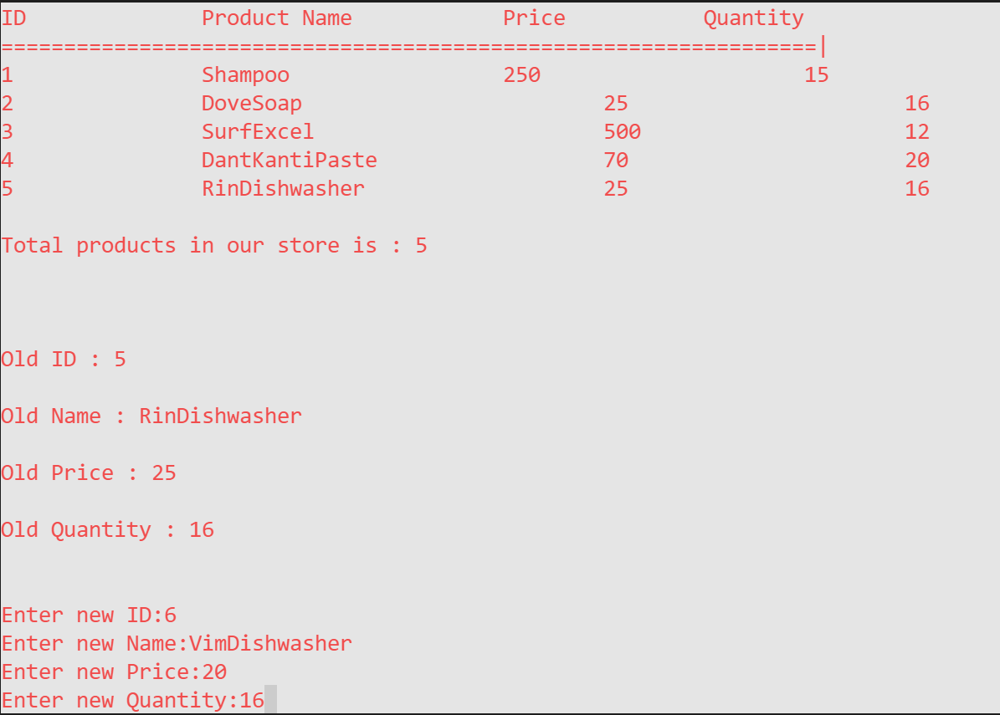 ID Product Name Price Quantity
=================================================================|
1 Shampoo 250 15
2 DoveSoap 25 16
3 SurfExcel 500 12
4 DantKantiPaste 70 20
5 RinDishwasher 25 16
Total products in our store is : 5
Old ID : 5
Old Name : RinDishwasher
Old Price : 25
Old Quantity : 16
Enter new ID:6
Enter new Name:VimDishwasher
Enter new Price:20
Enter new Quantity:16